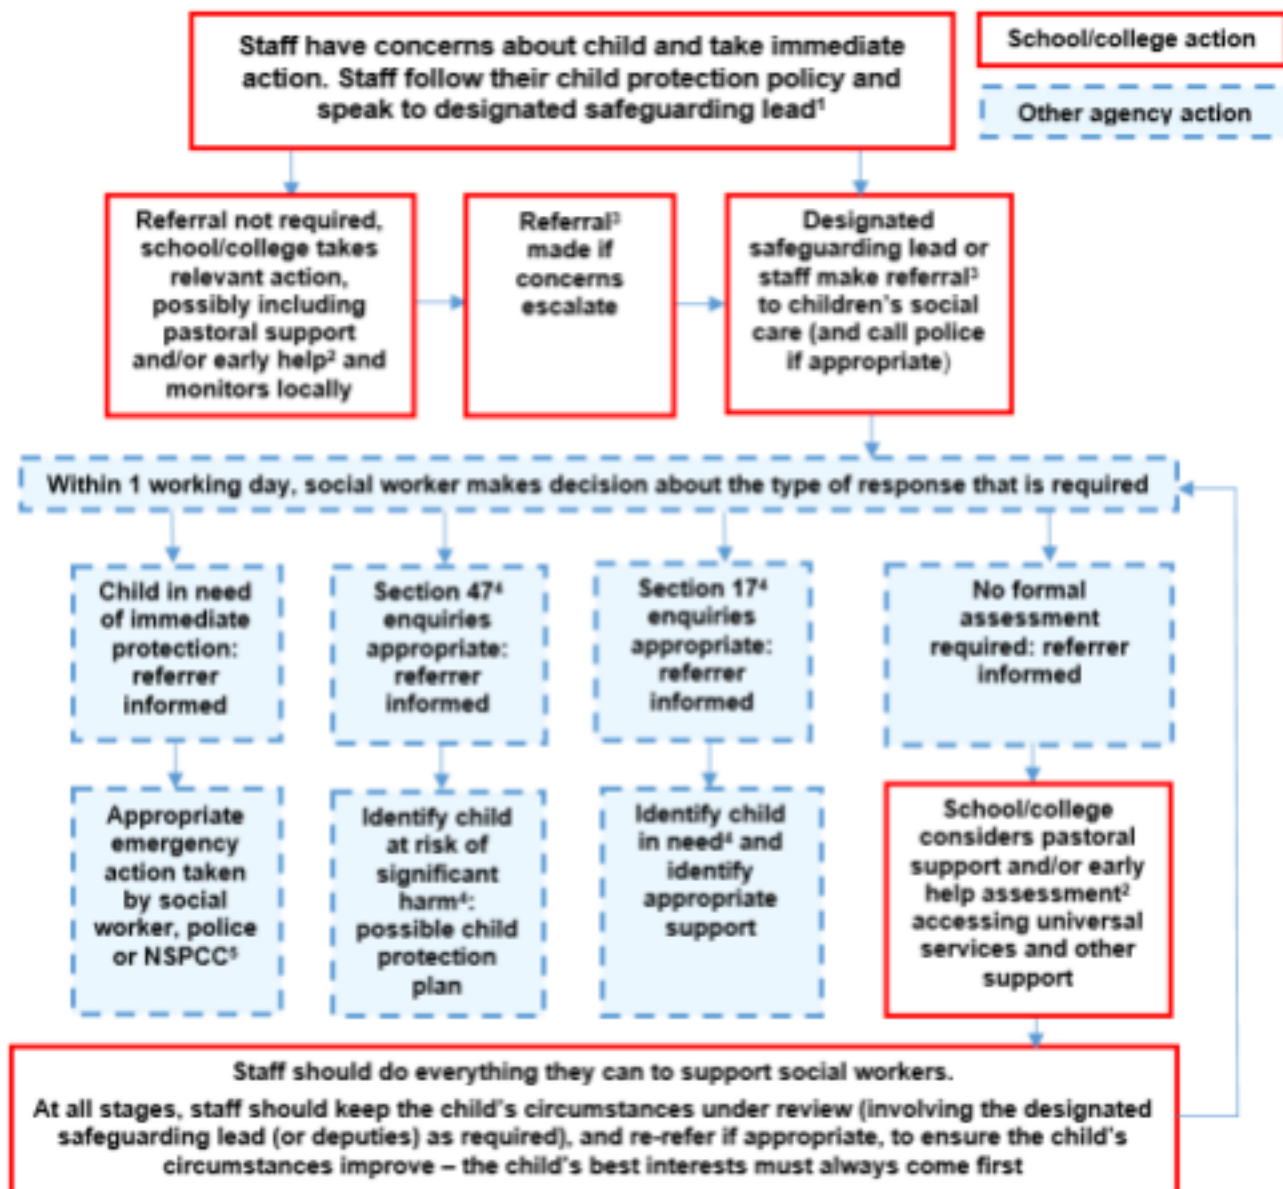 Staff have concerns about child and take immediate
action. Staff follow their child protection policy and
speak to designated safeguarding lead¹
School/college action
Other agency action
Referral not required,
school/college takes
relevant action,
possibly including
pastoral support
and/or early help² and
monitors locally
Referral³
made if
concerns
escalate
Designated
safeguarding lead or
staff make referral³
to children’s social
care (and call police
if appropriate)
Within 1 working day, social worker makes decision about the type of response that is required
Child in need
of immediate
protection:
referrer
informed
Section 47⁴
enquiries
appropriate:
referrer
informed
Section 17⁴
enquiries
appropriate:
referrer
informed
No formal
assessment
required: referrer
informed
Appropriate
emergency
action taken
by social
worker, police
or NSPCC⁵
Identify child
at risk of
significant
harm⁴:
possible child
protection
plan
Identify child
in need⁴ and
identify
appropriate
support
School/college
considers pastoral
support and/or early
help assessment²
accessing universal
services and other
support
Staff should do everything they can to support social workers.
At all stages, staff should keep the child’s circumstances under review (involving the designated
safeguarding lead (or deputies) as required), and re-refer if appropriate, to ensure the child’s
circumstances improve – the child’s best interests must always come first